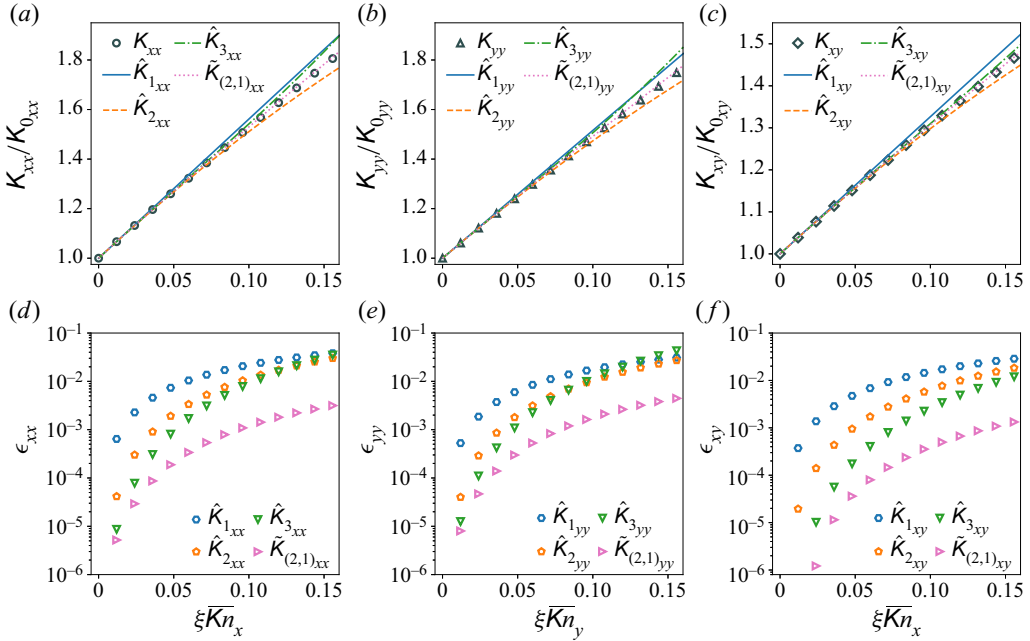 (a)
(b)
(c)
K_xx/K_0xx
1.8
1.6
1.4
1.2
1.0
K_xx
K̂_1xx
K̂_2xx
K̂_3xx
K̃_(2,1)xx
0 0.05 0.10 0.15
K_yy/K_0yy
1.8
1.6
1.4
1.2
1.0
K_yy
K̂_1yy
K̂_2yy
K̂_3yy
K̃_(2,1)yy
0 0.05 0.10 0.15
K_xy/K_0xy
1.5
1.4
1.3
1.2
1.1
1.0
K_xy
K̂_1xy
K̂_2xy
K̂_3xy
K̃_(2,1)xy
0 0.05 0.10 0.15
(d)
(e)
(f)
ϵ_xx
10⁻¹
10⁻²
10⁻³
10⁻⁴
10⁻⁵
10⁻⁶
K̂_1xx
K̂_2xx
K̂_3xx
K̃_(2,1)xx
0 0.05 0.10 0.15
ξK̅n̅_x
ϵ_yy
10⁻¹
10⁻²
10⁻³
10⁻⁴
10⁻⁵
10⁻⁶
K̂_1yy
K̂_2yy
K̂_3yy
K̃_(2,1)yy
0 0.05 0.10 0.15
ξK̅n̅_y
ϵ_xy
10⁻¹
10⁻²
10⁻³
10⁻⁴
10⁻⁵
10⁻⁶
K̂_1xy
K̂_2xy
K̂_3xy
K̃_(2,1)xy
0 0.05 0.10 0.15
ξK̅n̅_x